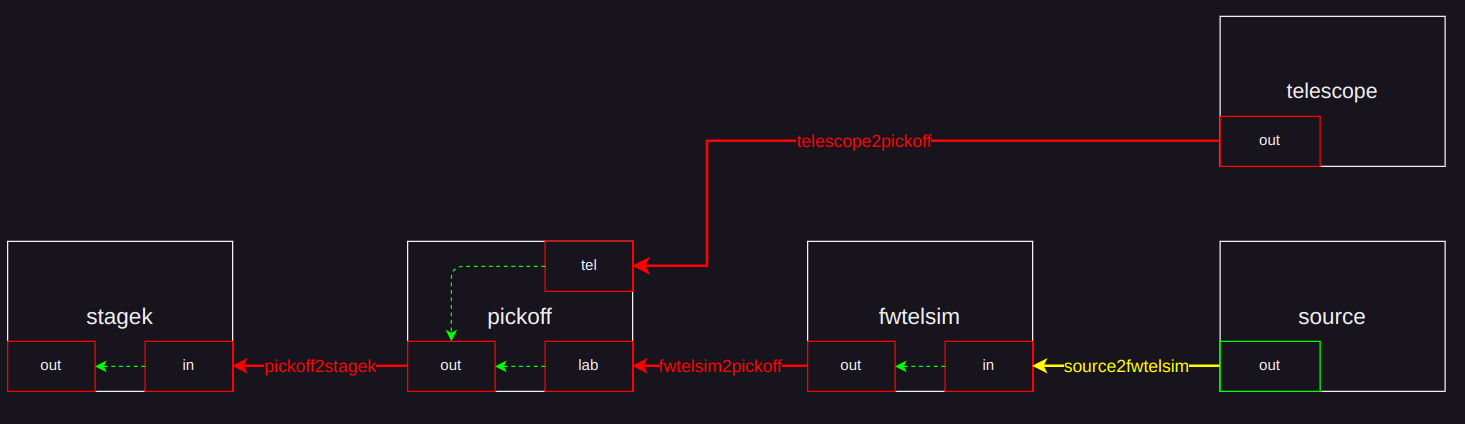 telescope
out
telescope2pickoff
tel
stagek
pickoff
fwtelsim
source
out
in
pickoff2stagek
out
lab
fwtelsim2pickoff
out
in
source2fwtelsim
out